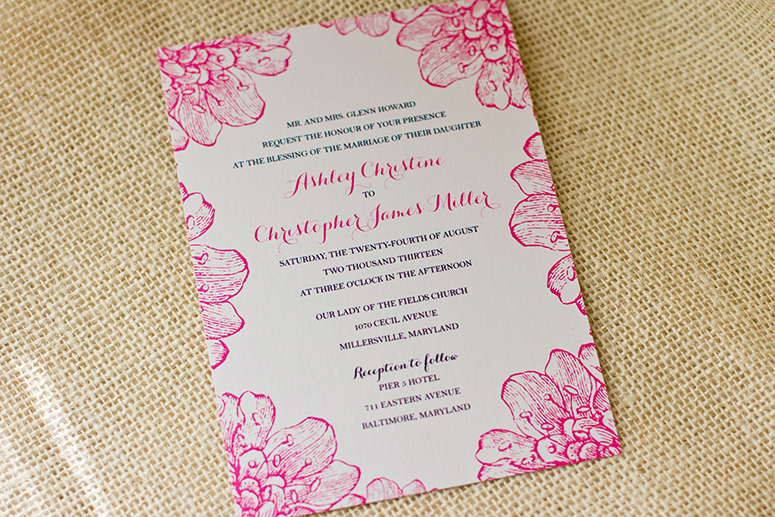 MR. AND MRS. GLENN HOWARD
REQUEST THE HONOUR OF YOUR PRESENCE
AT THE BLESSING OF THE MARRIAGE OF THEIR DAUGHTER
Ashley Christine
TO
Christopher James Miller
SATURDAY, THE TWENTY-FOURTH OF AUGUST
TWO THOUSAND THIRTEEN
AT THREE O'CLOCK IN THE AFTERNOON
OUR LADY OF THE FIELDS CHURCH
1070 CECIL AVENUE
MILLERSVILLE, MARYLAND
Reception to follow
PIER 5 HOTEL
711 EASTERN AVENUE
BALTIMORE, MARYLAND